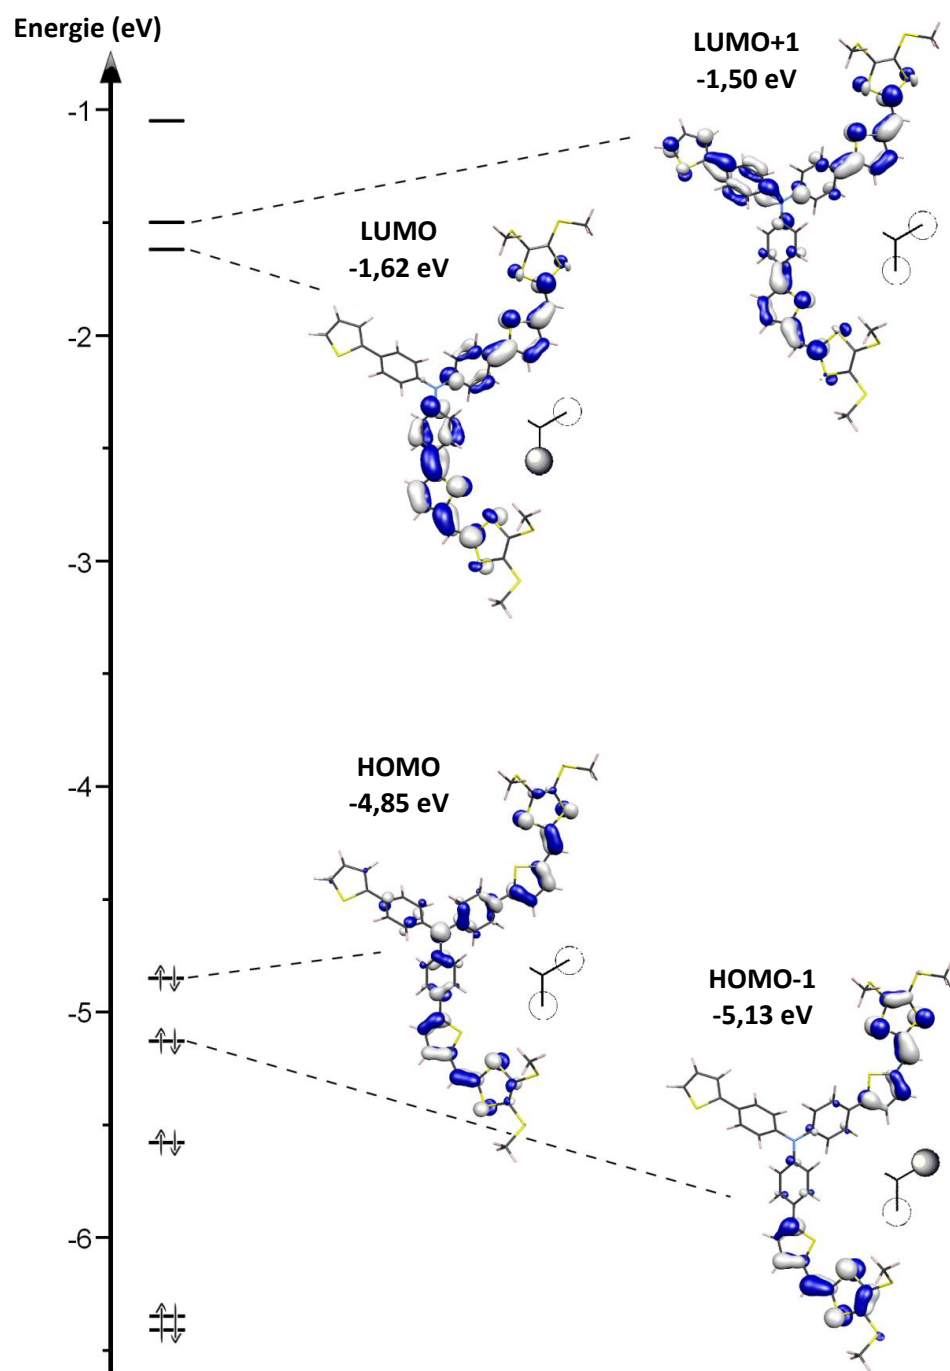 Energie (eV)
LUMO+1
-1,50 eV
-1
LUMO
-1,62 eV
-2
-3
HOMO
-4,85 eV
-4
HOMO-1
-5,13 eV
-5
-6